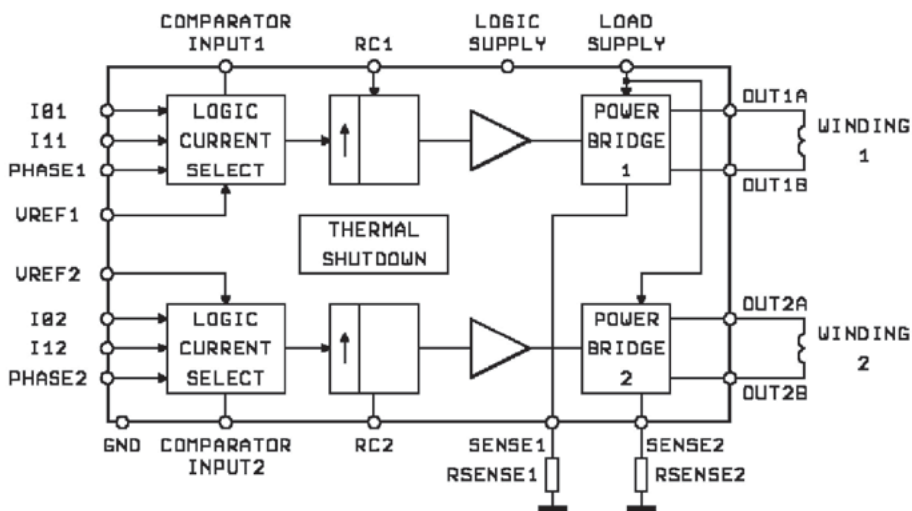 COMPARATOR
INPUT1
RC1
LOGIC
SUPPLY
LOAD
SUPPLY
I01
I11
PHASE1
VREF1
LOGIC
CURRENT
SELECT
POWER
BRIDGE
1
OUT1A
OUT1B
WINDING
1
THERMAL
SHUTDOWN
VREF2
I02
I12
PHASE2
LOGIC
CURRENT
SELECT
POWER
BRIDGE
2
OUT2A
OUT2B
WINDING
2
GND
COMPARATOR
INPUT2
RC2
SENSE1
RSENSE1
SENSE2
RSENSE2